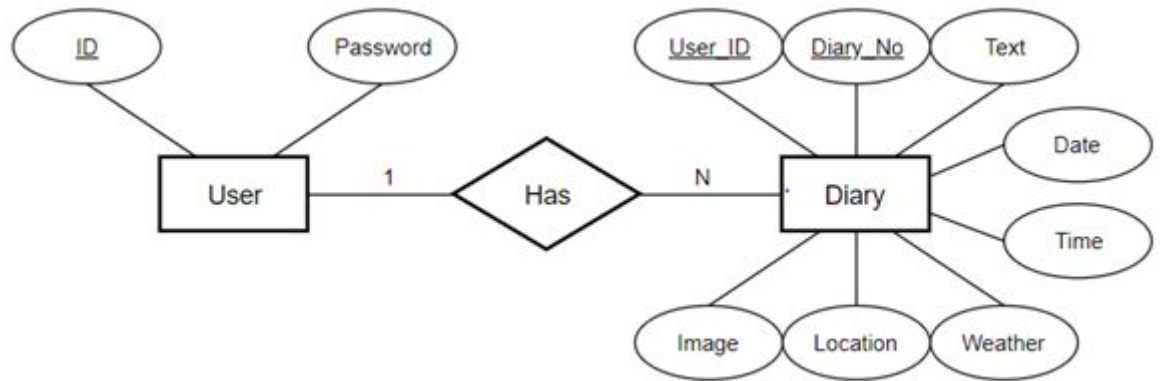 ID
Password
User_ID
Diary_No
Text
Date
User
1
Has
N
Diary
Time
Image
Location
Weather